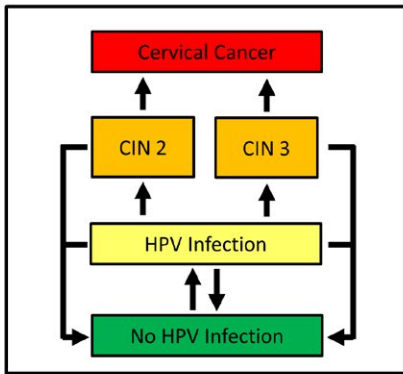 Cervical Cancer
CIN 2
CIN 3
HPV Infection
No HPV Infection